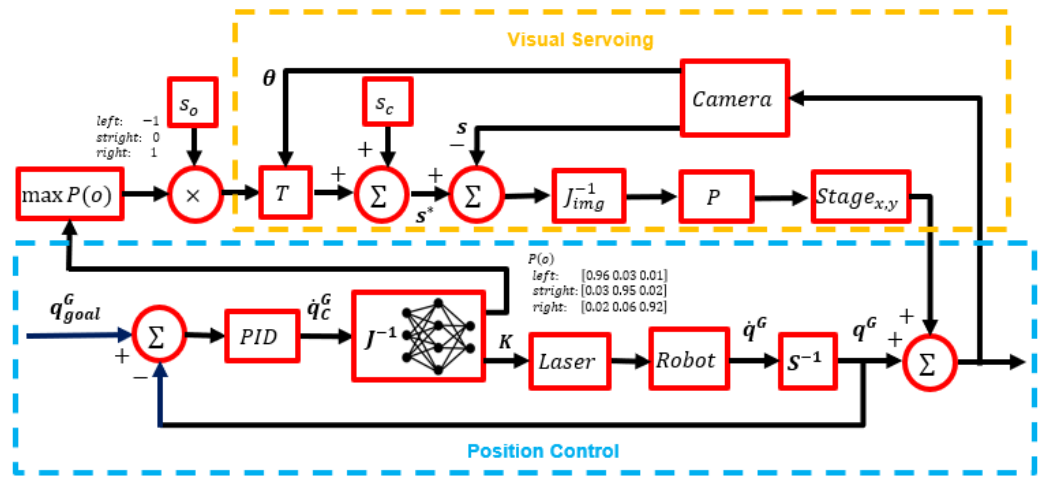 Visual Servoing
θ
s_o
s_c
Camera
left: −1
stright: 0
right: 1
s
−
+
+
+
max P(o)
×
T
Σ
s*
Σ
J_img^{-1}
P
Stage_{x,y}
P(o)
left: [0.96 0.03 0.01]
stright: [0.03 0.95 0.02]
right: [0.02 0.06 0.92]
q_goal^G
+
−
Σ
PID
q̇_C^G
J^{-1}
K
Laser
Robot
q̇^G
S^{-1}
q^G
+
+
Σ
Position Control